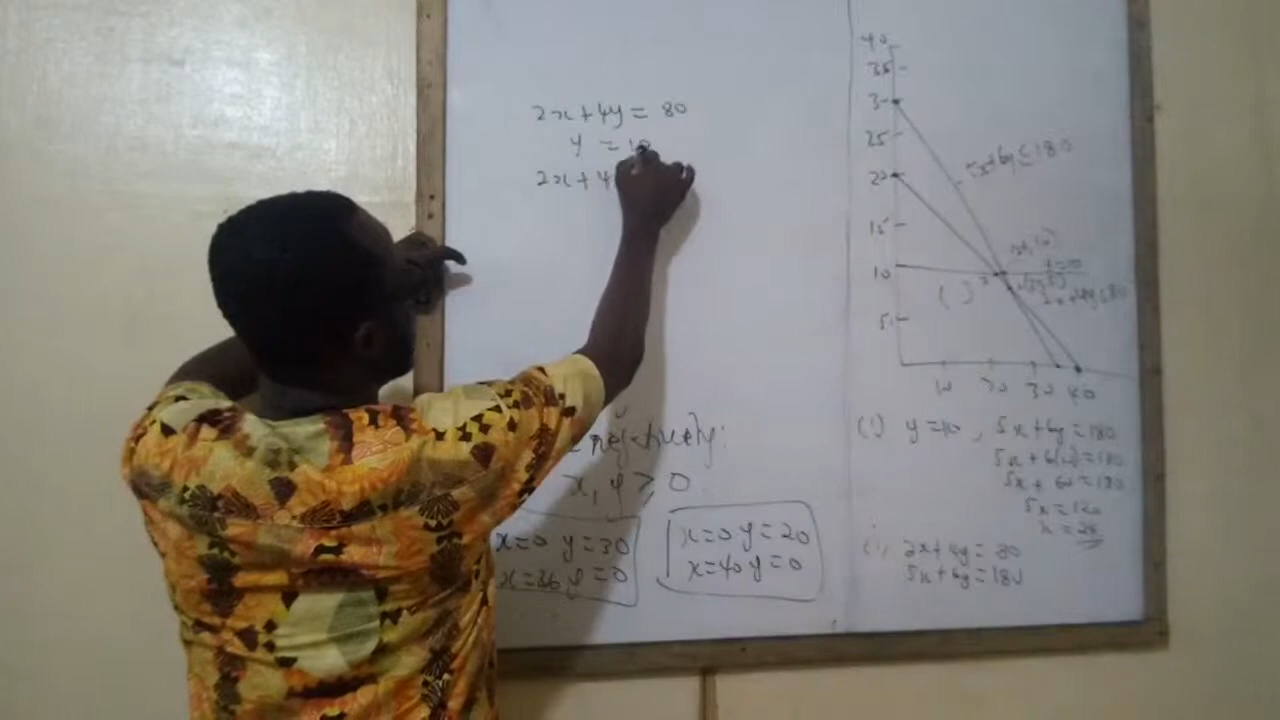 2x + 4y = 80
y = 10
2x + 4
negatively:
x, y ≥ 0
x = 0 y = 30
x = 36 y = 0
x = 0 y = 20
x = 40 y = 0
40
35
30
25
20
15
10
5
10 20 30 40
5x + 6y ≤ 180
y = 10
2x + 4y ≤ 80
( )
(i) y = 10, 5x + 6y = 180
5x + 6(10) = 180
5x + 60 = 180
5x = 120
x = 24
2x + 4y = 80
5x + 6y = 180